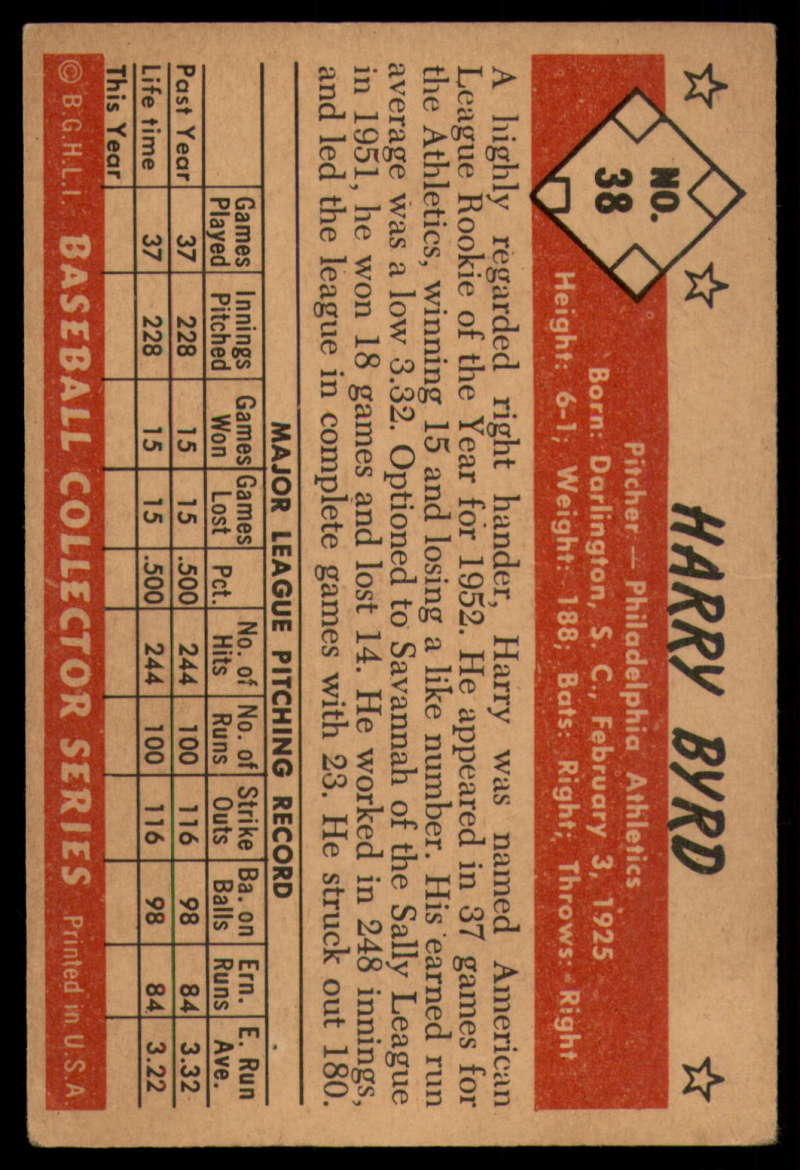 HARRY BYRD
NO.
38
Pitcher — Philadelphia Athletics
Born: Darlington, S. C., February 3, 1925
Height: 6-1; Weight: 188; Bats: Right; Throws: Right
A highly regarded right hander, Harry was named American
League Rookie of the Year for 1952. He appeared in 37 games for
the Athletics, winning 15 and losing a like number. His earned run
average was a low 3.32. Optioned to Savannah of the Sally League
in 1951, he won 18 games and lost 14. He worked in 248 innings,
and led the league in complete games with 23. He struck out 180.
MAJOR LEAGUE PITCHING RECORD
Games Innings Games Games Pct. No. of No. of Strike Ba. on Ern. E. Run
Played Pitched Won Lost Hits Runs Outs Balls Runs Ave.
Past Year 37 228 15 15 .500 244 100 116 98 84 3.32
Life time 37 228 15 15 .500 244 100 116 98 84 3.22
This Year
© B.G.H.L.I. BASEBALL COLLECTOR SERIES Printed in U.S.A.